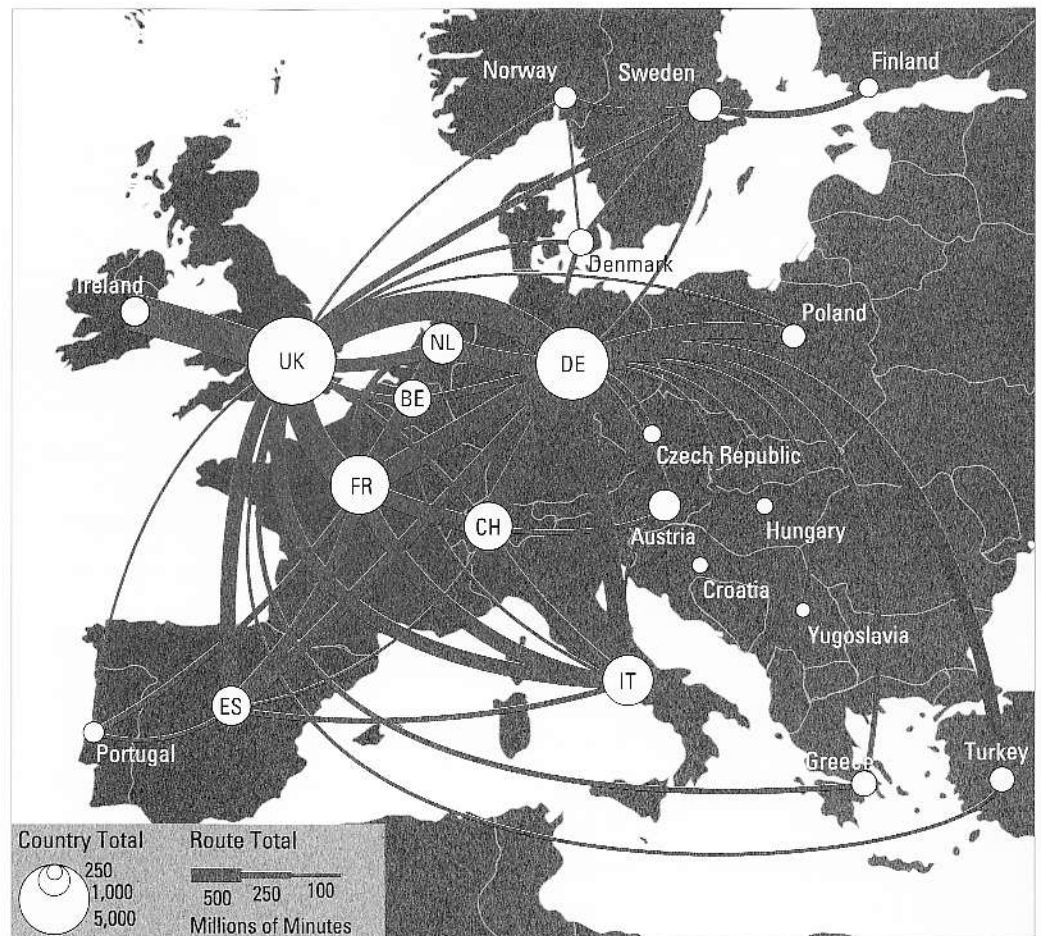 Norway
Sweden
Finland
Denmark
Ireland
Poland
UK
NL
DE
BE
Czech Republic
FR
CH
Austria
Hungary
Croatia
Yugoslavia
IT
ES
Portugal
Greece
Turkey
Country Total
250
1,000
5,000
Route Total
500 250 100
Millions of Minutes